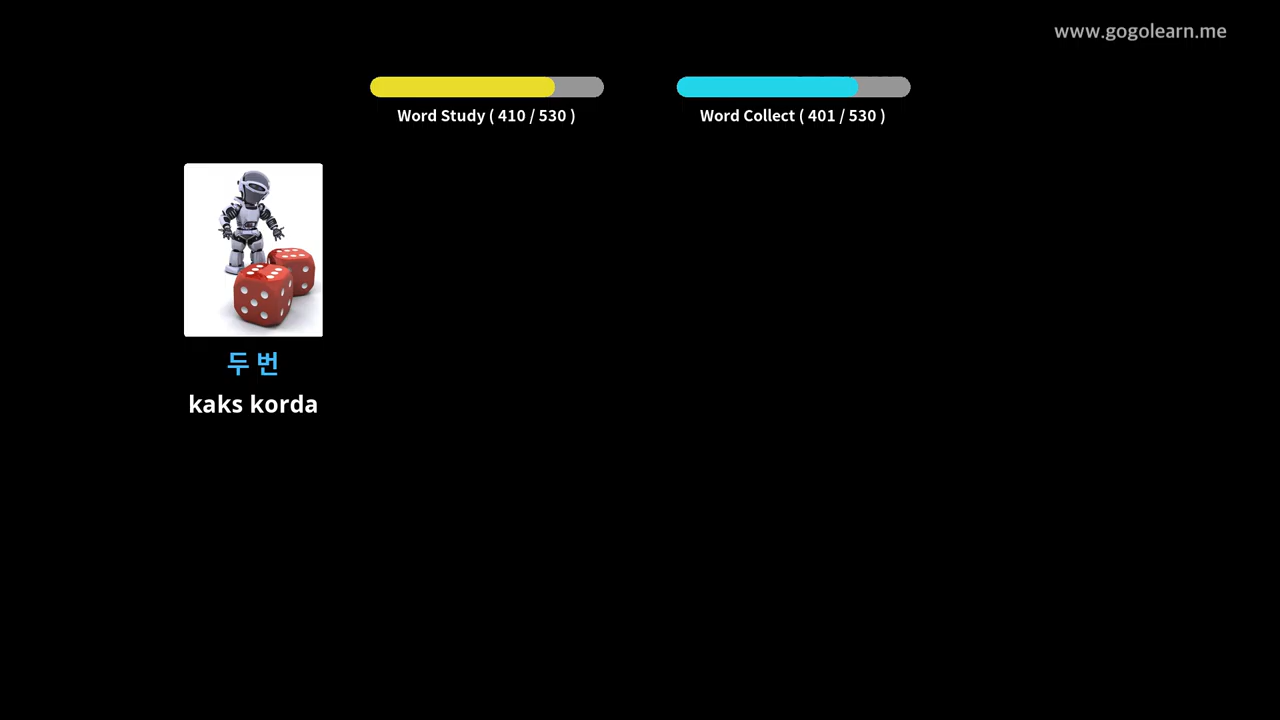 www.gogolearn.me
Word Study ( 410 / 530 )
Word Collect ( 401 / 530 )
두 번
kaks korda